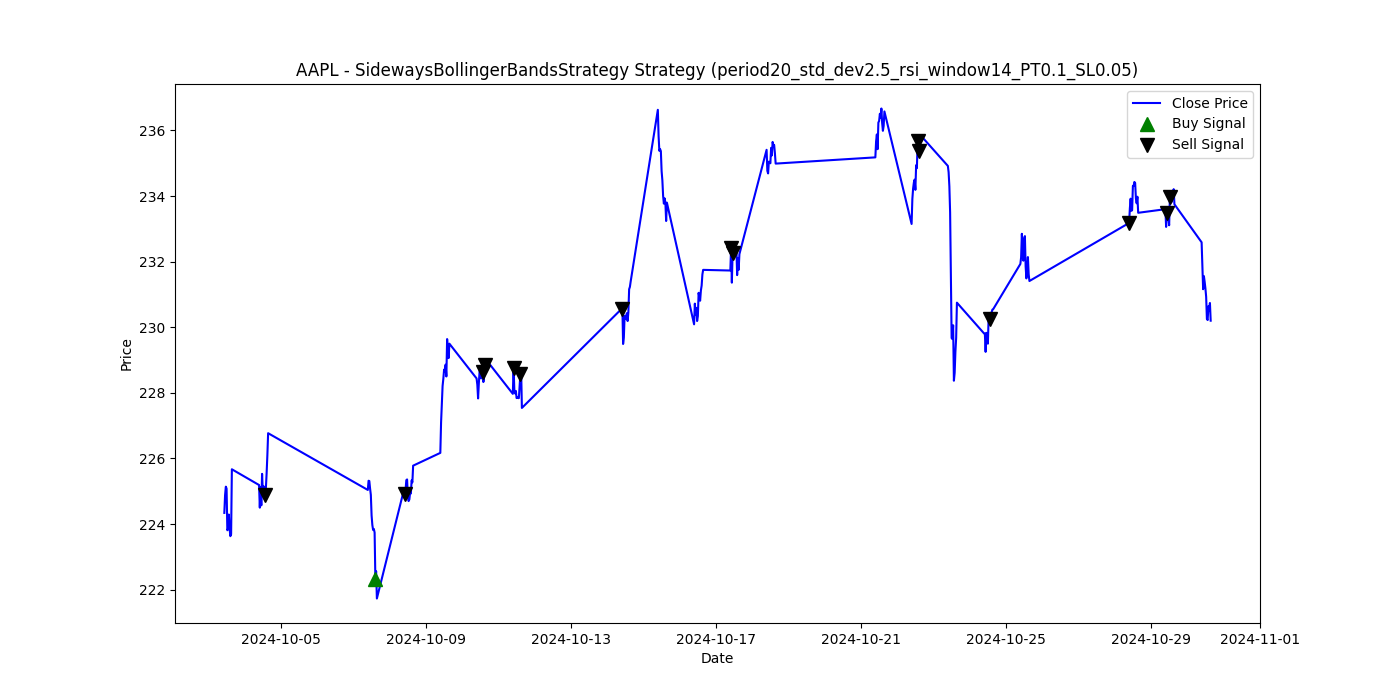 AAPL - SidewaysBollingerBandsStrategy Strategy (period20_std_dev2.5_rsi_window14_PT0.1_SL0.05)
Close Price
Buy Signal
Sell Signal
236
234
232
230
228
226
224
222
Price
2024-10-05
2024-10-09
2024-10-13
2024-10-17
2024-10-21
2024-10-25
2024-10-29
2024-11-01
Date